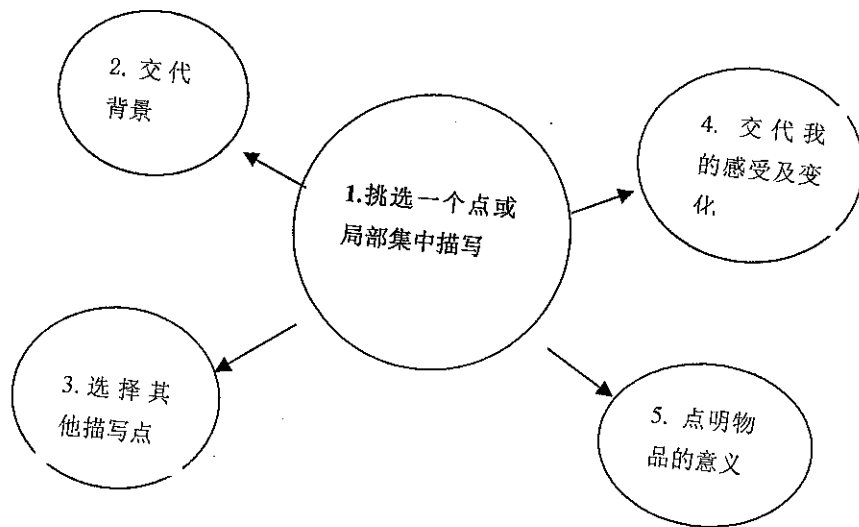 2. 交代
背景
1.挑选一个点或
局部集中描写
4. 交代我
的感受及变
化
3.选择其
他描写点
5. 点明物
品的意义